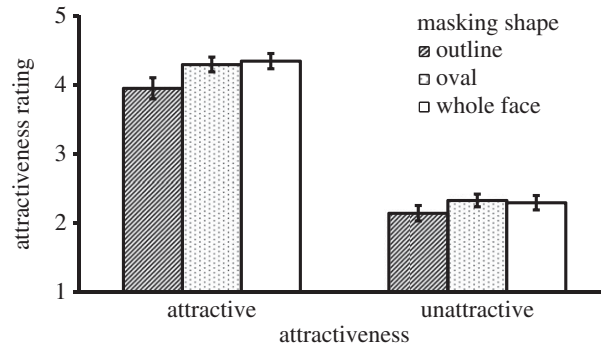 5
4
3
2
1
attractiveness rating
masking shape
outline
oval
whole face
attractive
unattractive
attractiveness